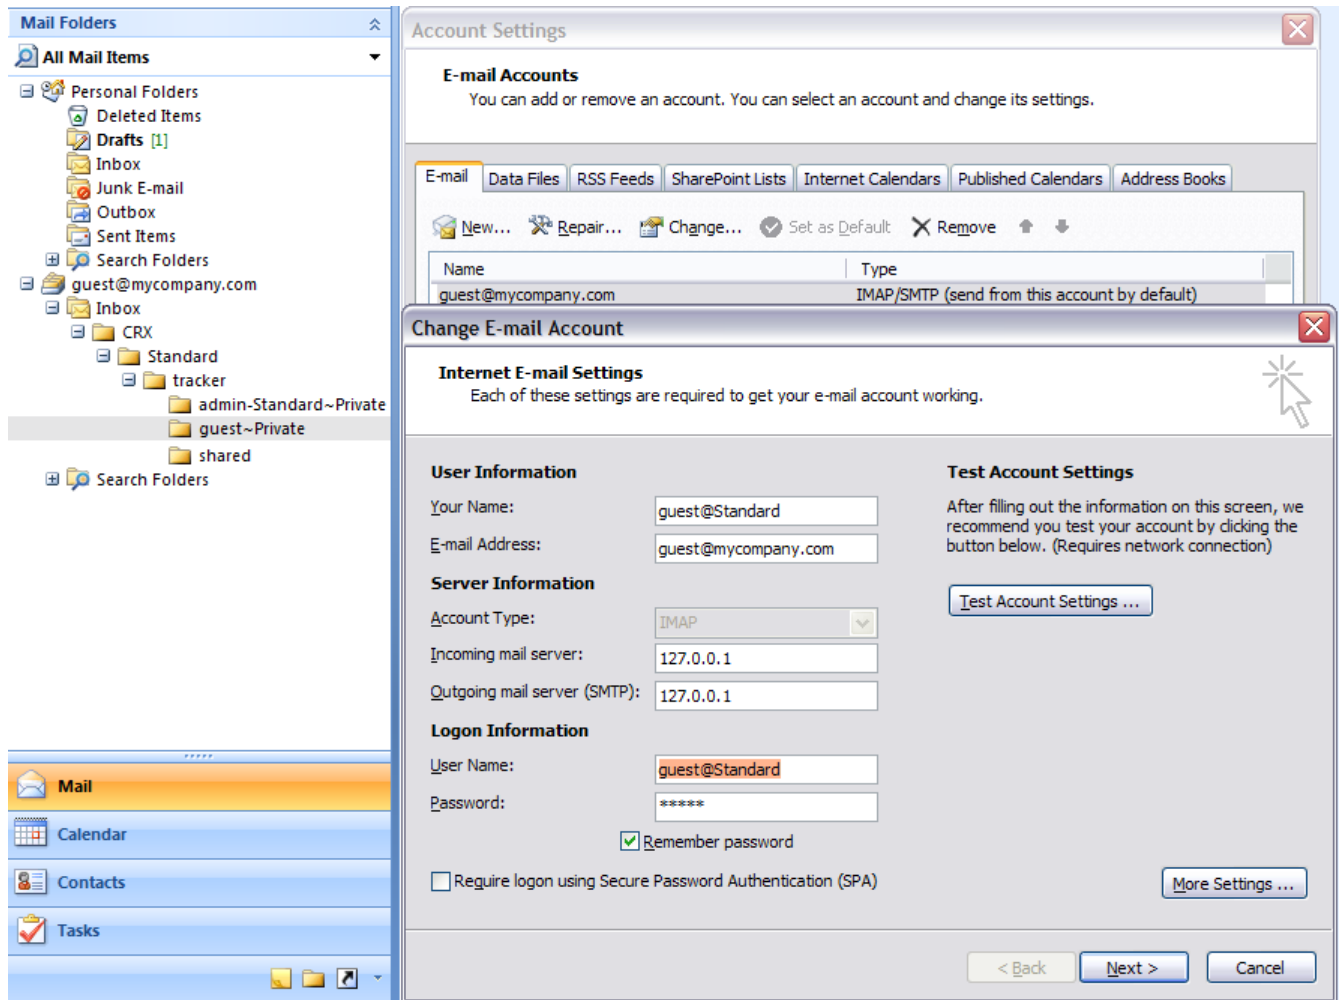 Mail Folders
All Mail Items
Personal Folders
Deleted Items
Drafts [1]
Inbox
Junk E-mail
Outbox
Sent Items
Search Folders
guest@mycompany.com
Inbox
CRX
Standard
tracker
admin-Standard~Private
guest~Private
shared
Search Folders
Mail
Calendar
Contacts
Tasks
Account Settings
E-mail Accounts
You can add or remove an account. You can select an account and change its settings.
E-mail Data Files RSS Feeds SharePoint Lists Internet Calendars Published Calendars Address Books
New... Repair... Change... Set as Default Remove
Name Type
guest@mycompany.com IMAP/SMTP (send from this account by default)
Change E-mail Account
Internet E-mail Settings
Each of these settings are required to get your e-mail account working.
User Information
Your Name: guest@Standard
E-mail Address: guest@mycompany.com
Server Information
Account Type: IMAP
Incoming mail server: 127.0.0.1
Outgoing mail server (SMTP): 127.0.0.1
Logon Information
User Name: guest@Standard
Password: *****
Remember password
Require logon using Secure Password Authentication (SPA)
Test Account Settings
After filling out the information on this screen, we
recommend you test your account by clicking the
button below. (Requires network connection)
Test Account Settings ...
More Settings ...
< Back Next > Cancel